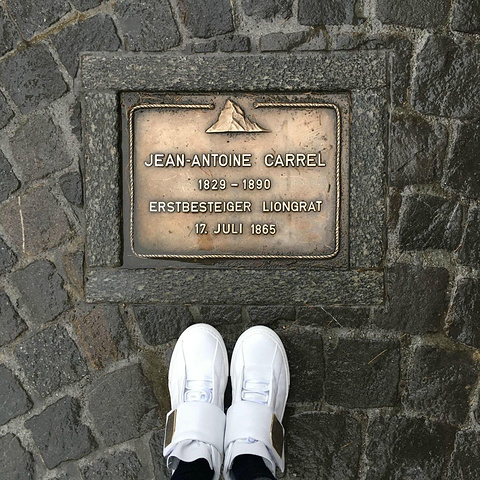 JEAN-ANTOINE CARREL
1829 - 1890
ERSTBESTEIGER LIONGRAT
17. JULI 1865